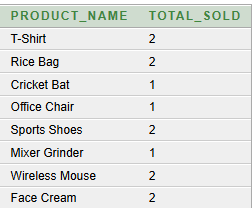 PRODUCT_NAME TOTAL_SOLD
T-Shirt 2
Rice Bag 2
Cricket Bat 1
Office Chair 1
Sports Shoes 2
Mixer Grinder 1
Wireless Mouse 2
Face Cream 2